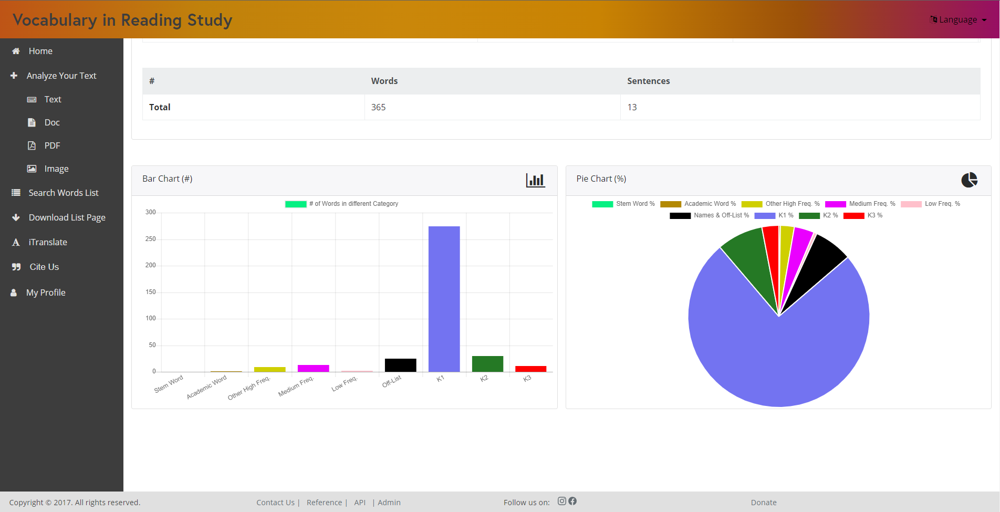 Vocabulary in Reading Study
Language
Home
Analyze Your Text
Text
Doc
PDF
Image
Search Words List
Download List Page
iTranslate
Cite Us
My Profile
# Words Sentences
Total 365 13
Bar Chart (#)
# of Words in different Category
300
250
200
150
100
50
0
Stem Word Academic Word Other High Freq. Medium Freq. Low Freq. Off-List K1 K2 K3
Pie Chart (%)
Stem Word % Academic Word % Other High Freq. % Medium Freq. % Low Freq. %
Names & Off-List % K1 % K2 % K3 %
Copyright © 2017. All rights reserved. Contact Us | Reference | API | Admin Follow us on: Donate